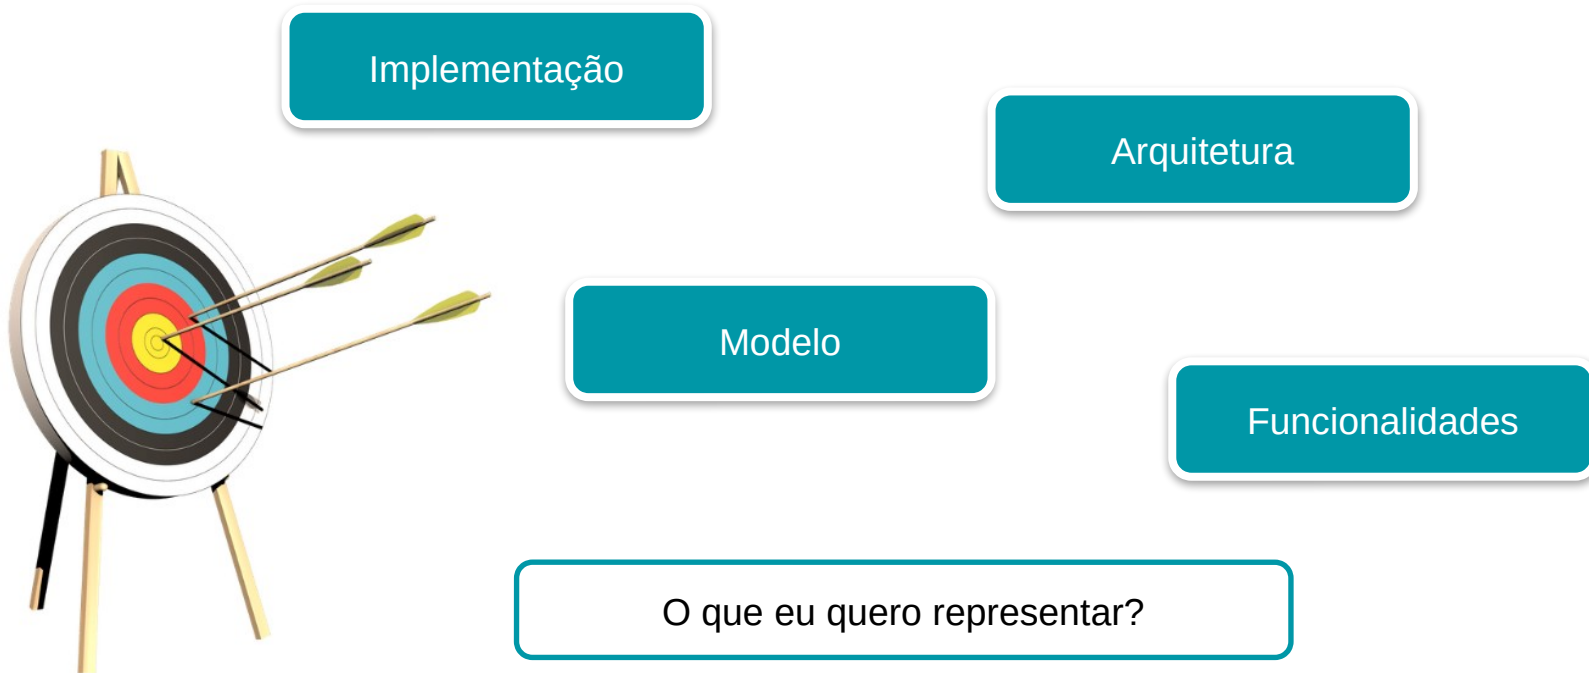 Implementação
Arquitetura
Modelo
Funcionalidades
O que eu quero representar?